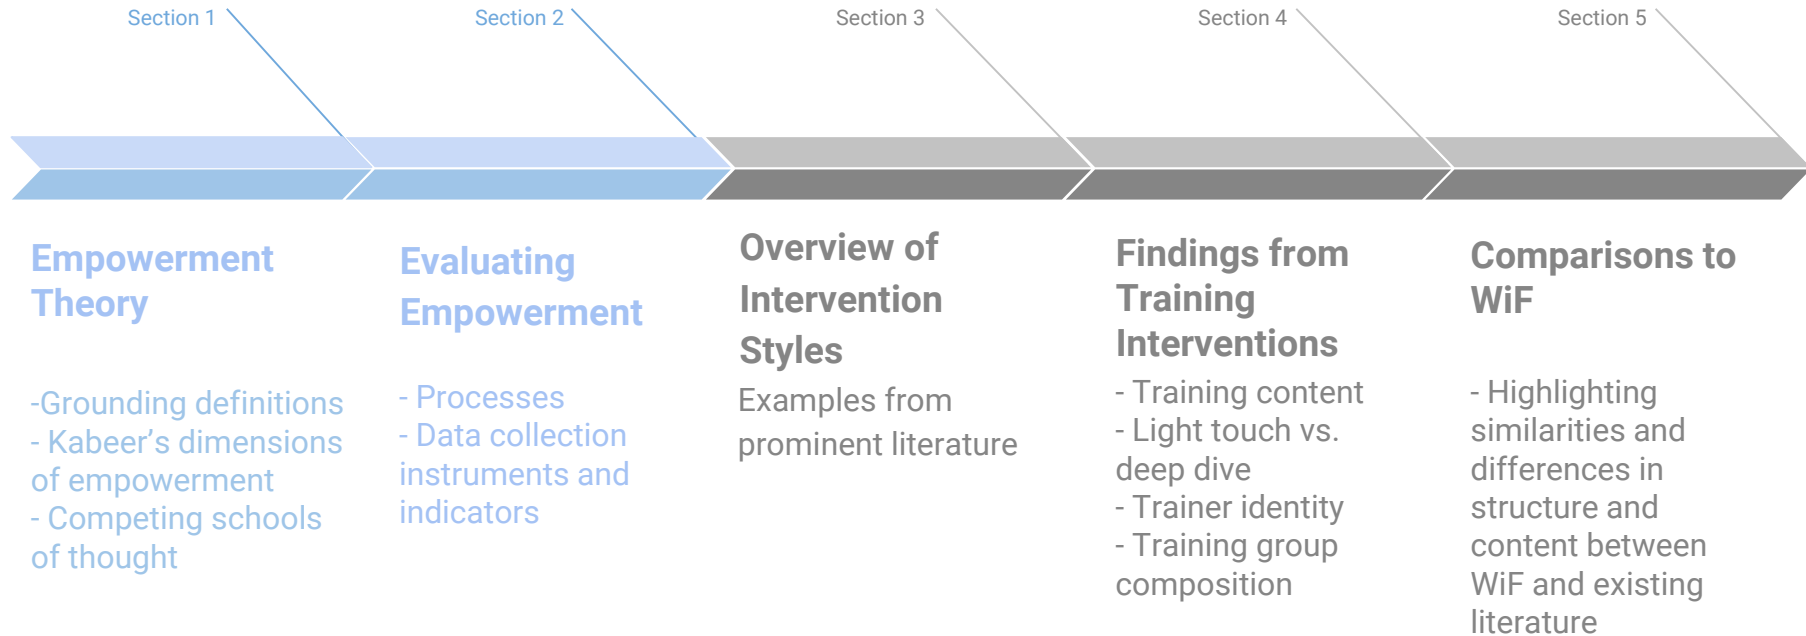 Section 1
Section 2
Section 3
Section 4
Section 5
Empowerment
Theory
-Grounding definitions
- Kabeer’s dimensions
of empowerment
- Competing schools
of thought
Evaluating
Empowerment
- Processes
- Data collection
instruments and
indicators
Overview of
Intervention
Styles
Examples from
prominent literature
Findings from
Training
Interventions
- Training content
- Light touch vs.
deep dive
- Trainer identity
- Training group
composition
Comparisons to
WiF
- Highlighting
similarities and
differences in
structure and
content between
WiF and existing
literature